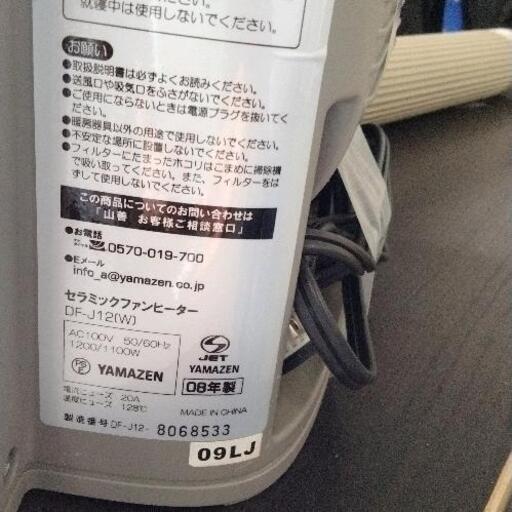 就寝中は使用しないでください。
お願い
●取扱説明書は必ずよくお読みください。
●送風口や吸気口をふさがないでください。
●ご使用にならないときは電源プラグを抜いてく
ださい。
●暖房器具以外の用途で使用しないでください。
●不安定な場所に設置しないでください。
●フィルターにたまったホコリはこまめに掃除機
で吸い取ってください。また、フィルターをは
ずして使用しないでください。
この商品についてのお問い合わせは
「山善 お客様ご相談窓口」
●お電話
0570-019-700
●Eメール
info_a@yamazen.co.jp
セラミックファンヒーター
DF-J12(W)
AC100V 50/60Hz
1200/1100W
YAMAZEN
JET
YAMAZEN
08年製
電流ヒューズ 20A
温度ヒューズ 128℃
MADE IN CHINA
製造番号 DF-J12- 8068533
09LJ